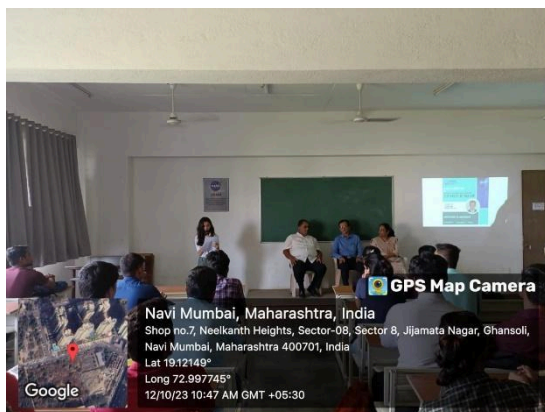 GPS Map Camera
Navi Mumbai, Maharashtra, India
Shop no.7, Neelkanth Heights, Sector-08, Sector 8, Jijamata Nagar, Ghansoli,
Navi Mumbai, Maharashtra 400701, India
Lat 19.12149°
Long 72.997745°
12/10/23 10:47 AM GMT +05:30
Google